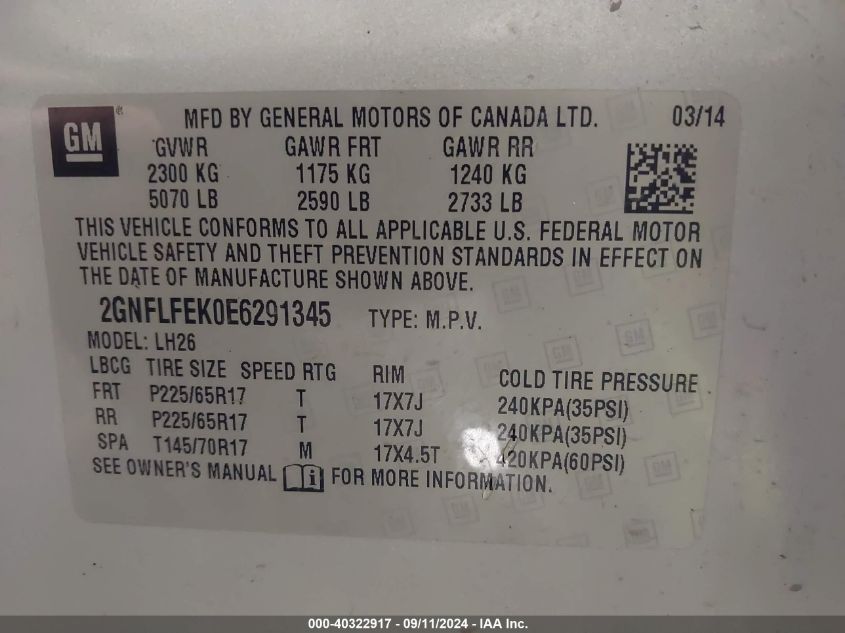 GM ®
MFD BY GENERAL MOTORS OF CANADA LTD. 03/14
GVWR GAWR FRT GAWR RR
2300 KG 1175 KG 1240 KG
5070 LB 2590 LB 2733 LB
THIS VEHICLE CONFORMS TO ALL APPLICABLE U.S. FEDERAL MOTOR
VEHICLE SAFETY AND THEFT PREVENTION STANDARDS IN EFFECT ON
THE DATE OF MANUFACTURE SHOWN ABOVE.
2GNFLFEK0E6291345 TYPE: M.P.V.
MODEL: LH26
LBCG TIRE SIZE SPEED RTG RIM COLD TIRE PRESSURE
FRT P225/65R17 T 17X7J 240KPA(35PSI)
RR P225/65R17 T 17X7J 240KPA(35PSI)
SPA T145/70R17 M 17X4.5T 420KPA(60PSI)
SEE OWNER'S MANUAL i FOR MORE INFORMATION.
000-40322917 - 09/11/2024 - IAA Inc.